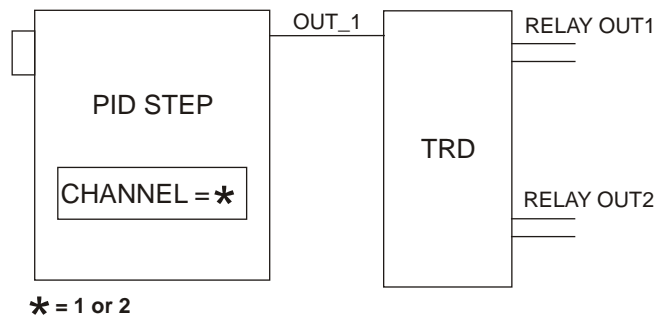 OUT_1
RELAY OUT1
PID STEP
TRD
CHANNEL = *
RELAY OUT2
* = 1 or 2